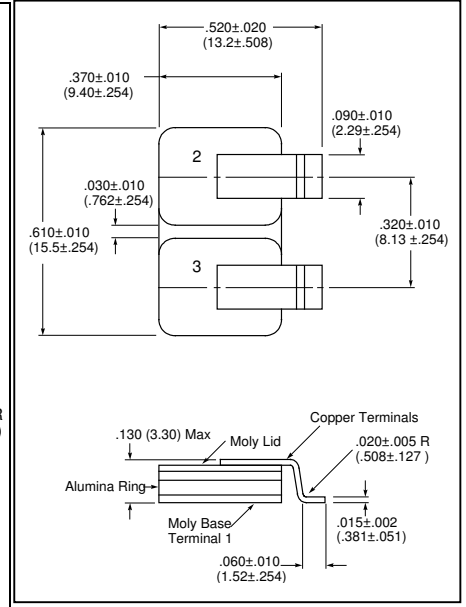 .520±.020
(13.2±.508)
.370±.010
(9.40±.254)
.090±.010
(2.29±.254)
2
.030±.010
(.762±.254)
.320±.010
(8.13 ±.254)
.610±.010
(15.5±.254)
3
Copper Terminals
.130 (3.30) Max
Moly Lid
.020±.005 R
(.508±.127 )
Alumina Ring
Moly Base
Terminal 1
.015±.002
(.381±.051)
.060±.010
(1.52±.254)